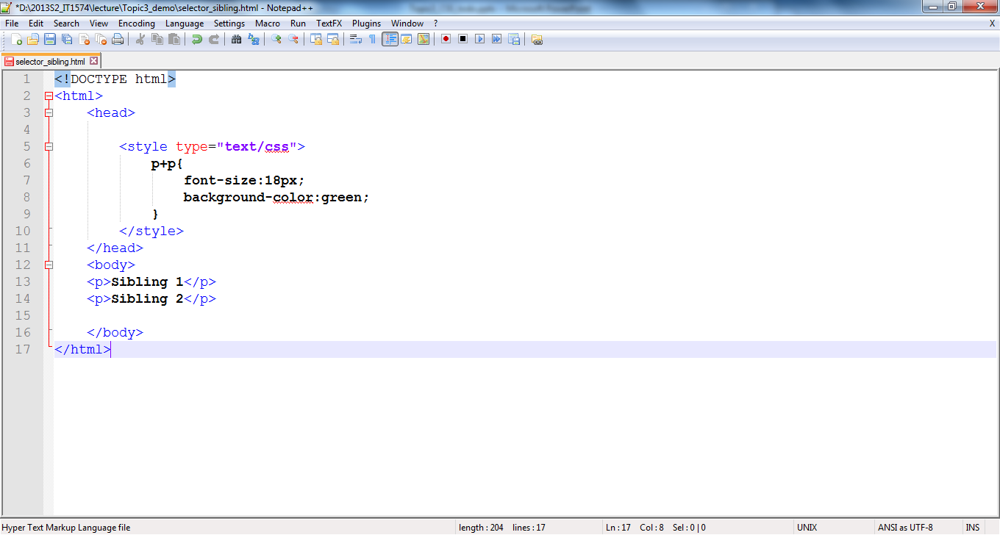 *D:\2013S2_IT1574\lecture\Topic3_demo\selector_sibling.html - Notepad++
File Edit Search View Encoding Language Settings Macro Run TextFX Plugins Window ? X
selector_sibling.html
1 <!DOCTYPE html>
2 <html>
3 <head>
4
5 <style type="text/css">
6 p+p{
7 font-size:18px;
8 background-color:green;
9 }
10 </style>
11 </head>
12 <body>
13 <p>Sibling 1</p>
14 <p>Sibling 2</p>
15
16 </body>
17 </html>
Hyper Text Markup Language file length : 204 lines : 17 Ln : 17 Col : 8 Sel : 0 | 0 UNIX ANSI as UTF-8 INS